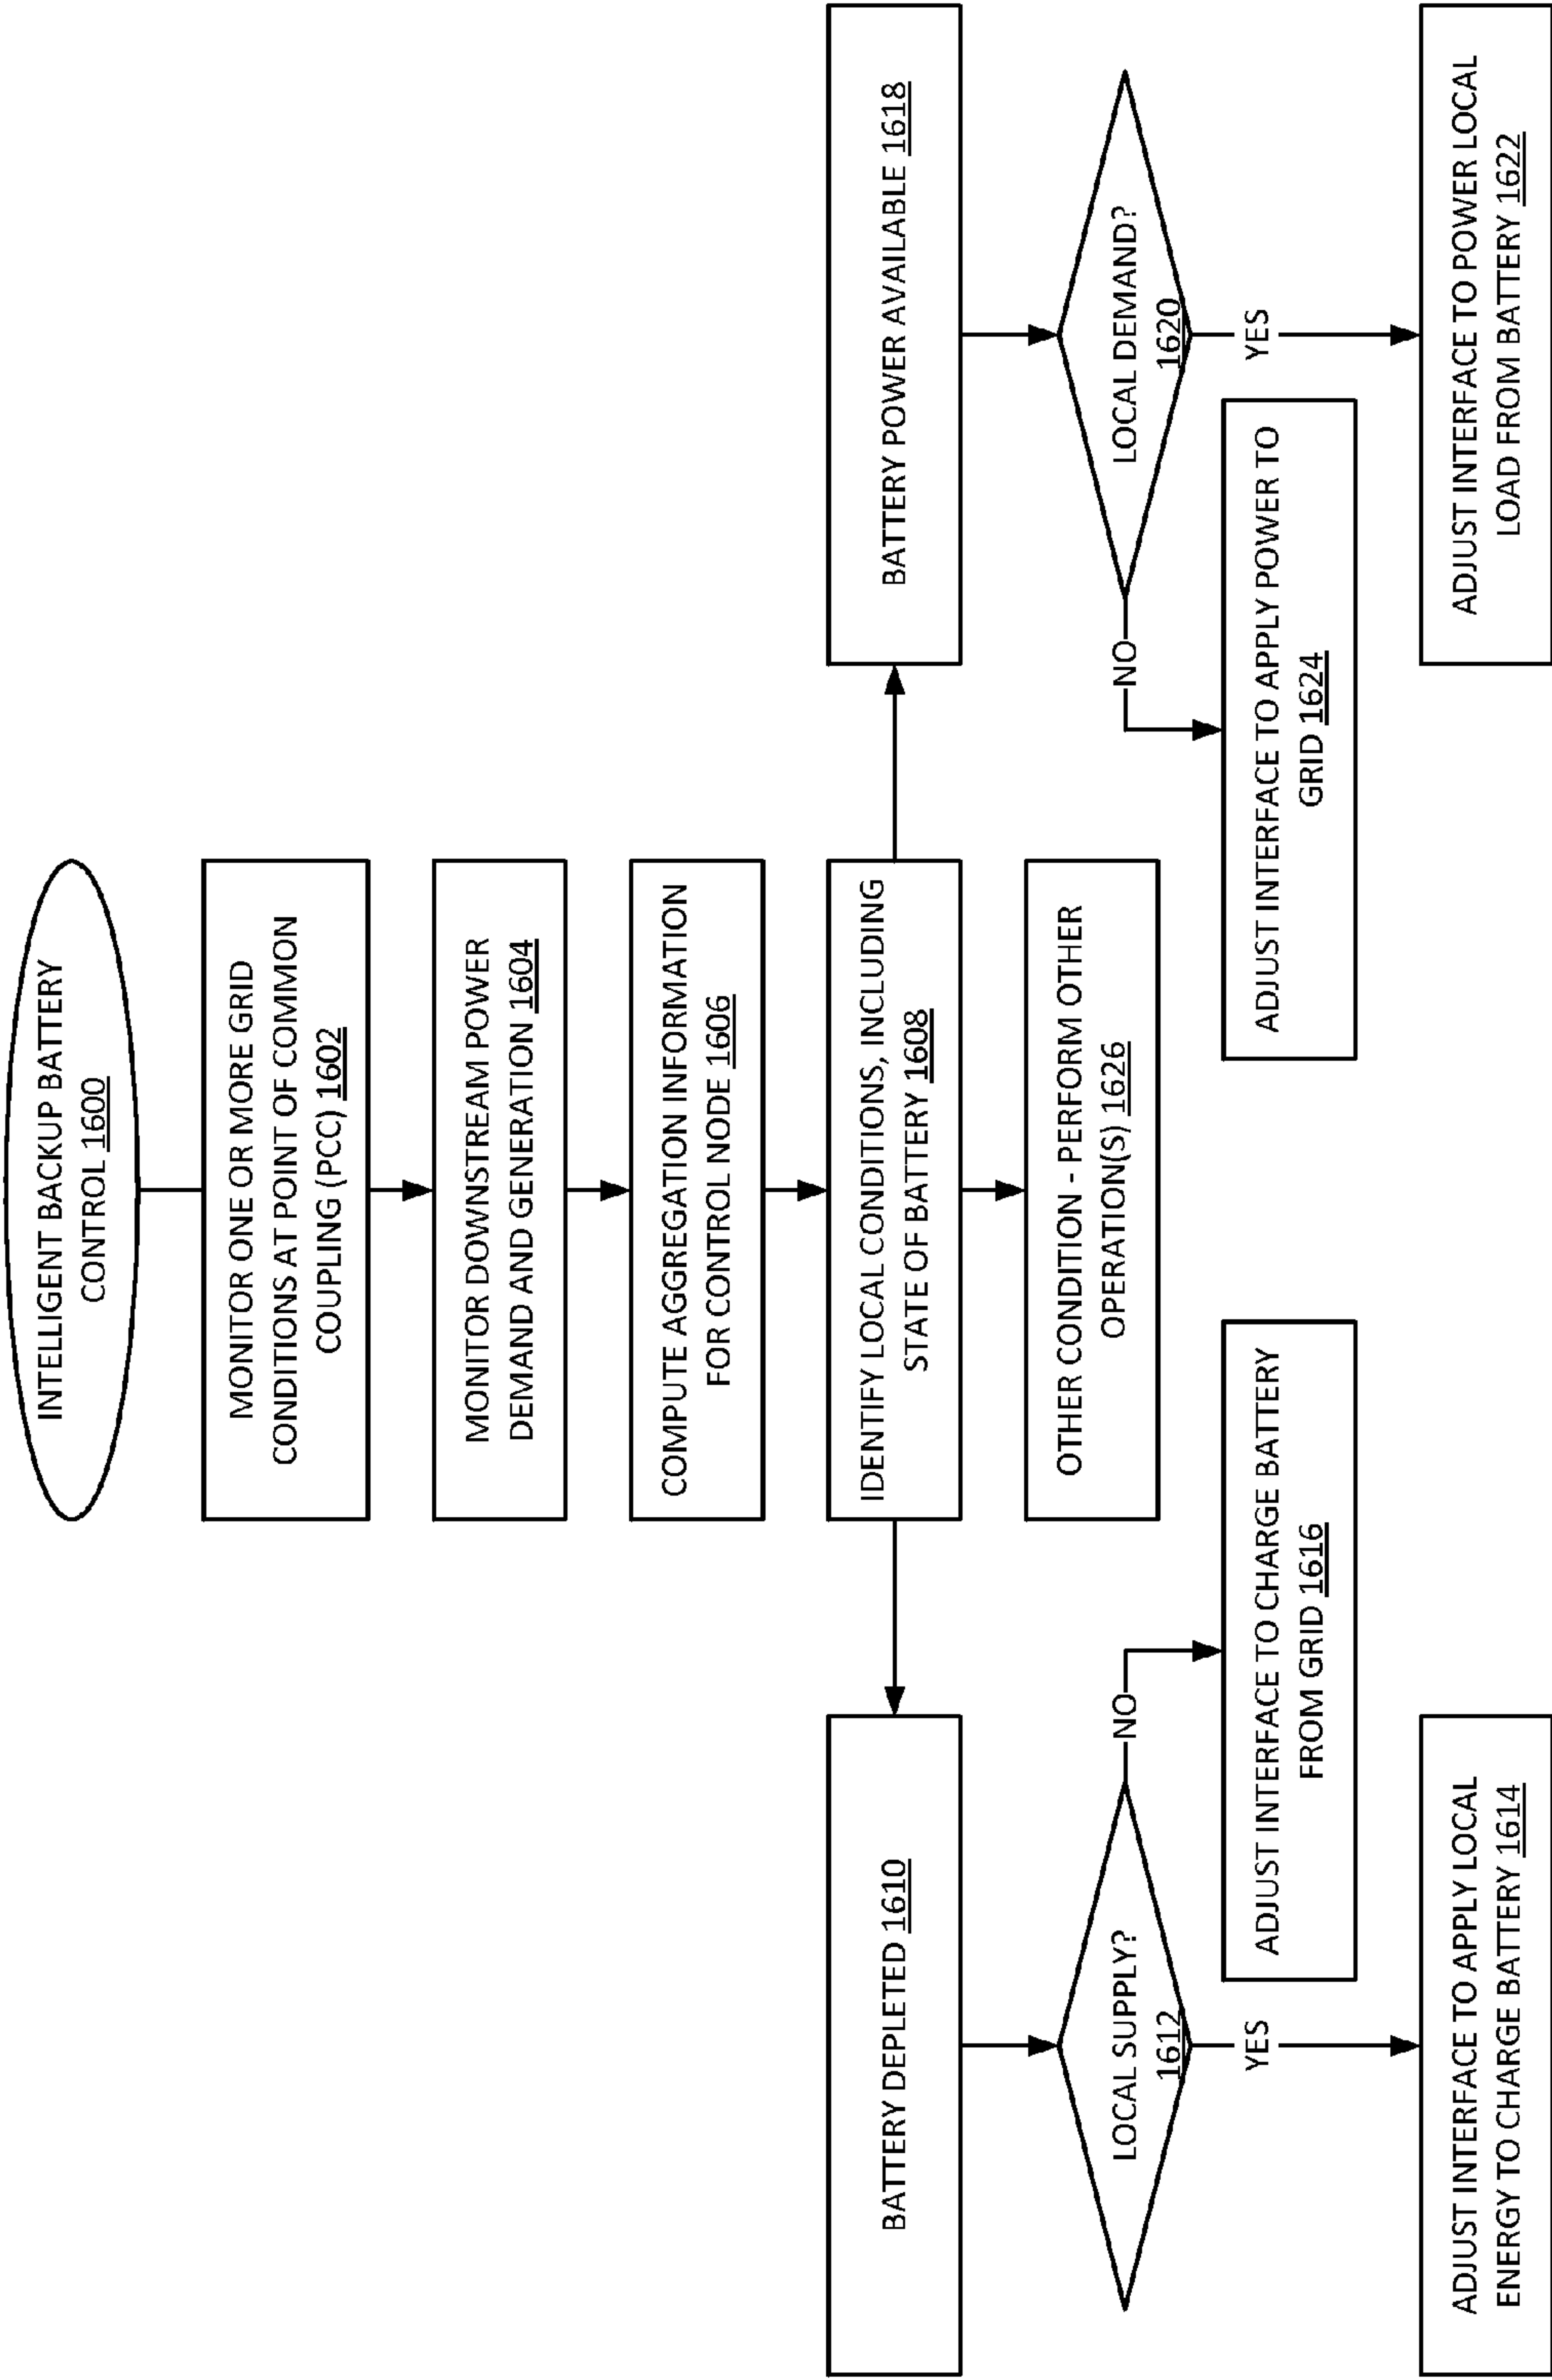 INTELLIGENT BACKUP BATTERY
CONTROL 1600
MONITOR ONE OR MORE GRID
CONDITIONS AT POINT OF COMMON
COUPLING (PCC) 1602
MONITOR DOWNSTREAM POWER
DEMAND AND GENERATION 1604
COMPUTE AGGREGATION INFORMATION
FOR CONTROL NODE 1606
IDENTIFY LOCAL CONDITIONS, INCLUDING
STATE OF BATTERY 1608
BATTERY DEPLETED 1610
BATTERY POWER AVAILABLE 1618
OTHER CONDITION - PERFORM OTHER
OPERATION(S) 1626
LOCAL SUPPLY?
1612
NO
YES
ADJUST INTERFACE TO CHARGE BATTERY
FROM GRID 1616
ADJUST INTERFACE TO APPLY LOCAL
ENERGY TO CHARGE BATTERY 1614
LOCAL DEMAND?
1620
NO
YES
ADJUST INTERFACE TO APPLY POWER TO
GRID 1624
ADJUST INTERFACE TO POWER LOCAL
LOAD FROM BATTERY 1622